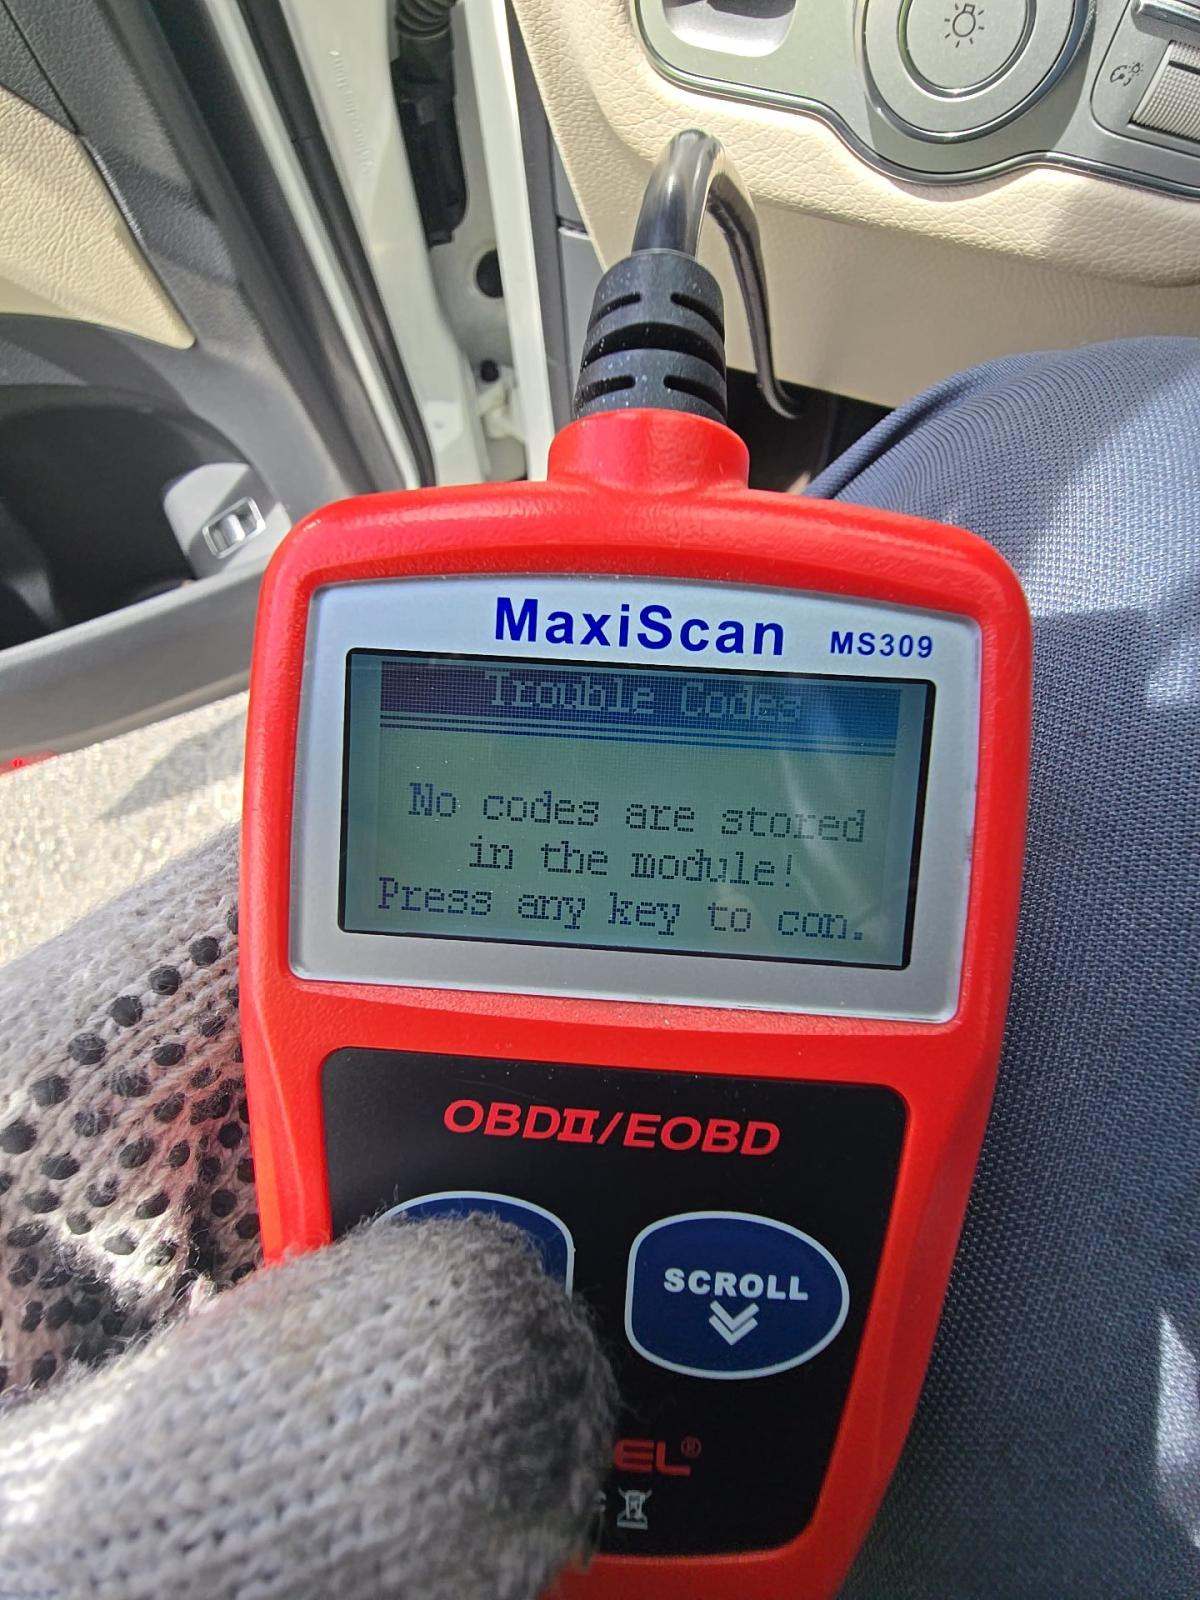 MaxiScan MS309
Trouble Codes
No codes are stored
in the module!
Press any key to con.
OBDII/EOBD
SCROLL
EL®